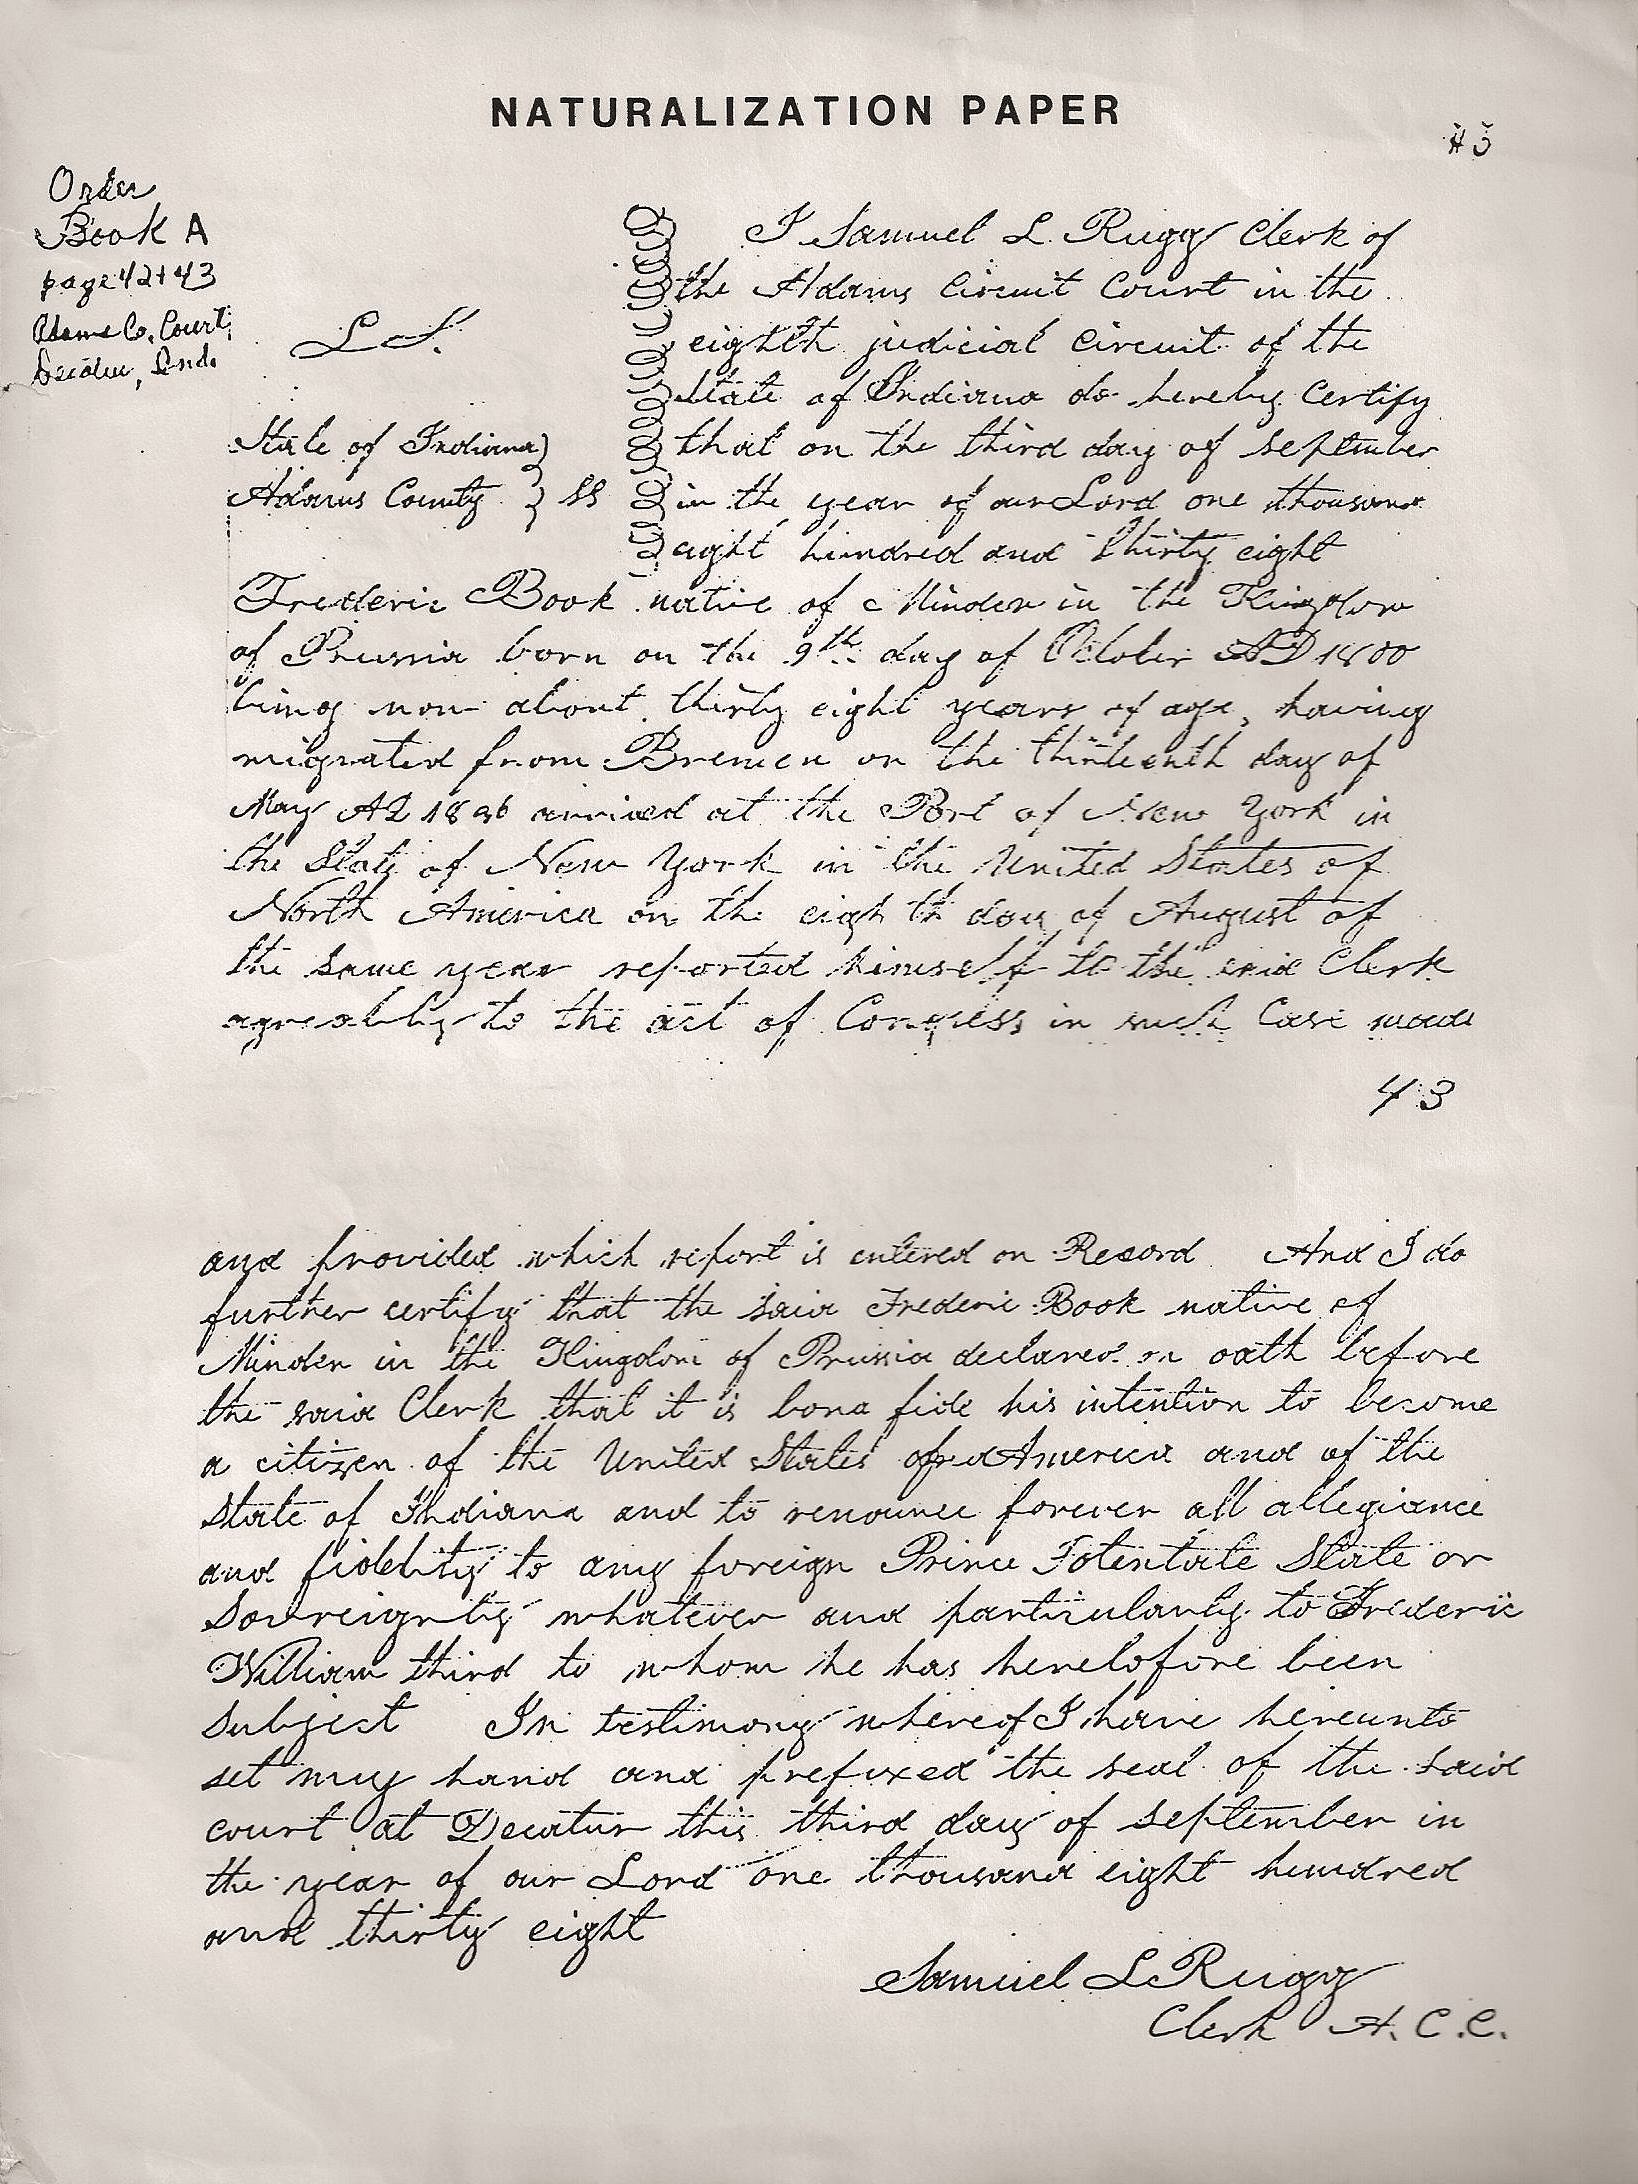 NATURALIZATION PAPER
#3
Order
Book A
page 42+43
Adams Co. Court,
Ind.
L S.
State of Indiana }
Adams County } SS
I Samuel L. Rugg Clerk of
the Adams Circuit Court in the
eighth judicial Circuit of the
State of Indiana do hereby Certify
that on the third day of September
in the year of our Lord one thousand
eight hundred and thirty eight
Frederic Book native of Minden in the Kingdom
of Prussia born on the 9th day of October AD 1800
being now about thirty eight years of age, having
migrated from Bremen on the thirteenth day of
May AD arrived at the Port of New York in
the State of New York in the United States of
North America on the eighth day of August of
the same year reported himself to the said Clerk
agreeably to the act of Congress in such Case made
43
and provided which report is entered on Record And I do
further certify that the said Frederic Book native of
Minden in the Kingdom of Prussia declared on oath before
the said Clerk that it is bona fide his intention to become
a citizen of the United States of America and of the
State of Indiana and to renounce forever all allegiance
and fidelity to any foreign Prince Potentate State or
Sovreignty whatever and particularly to Frederic
William third to whom he has heretofore been
subject In testimony whereof I have hereunto
set my hand and prefixed the seal of the said
court at Decatur this third day of September in
the year of our Lord one thousand eight hundred
and thirty eight
Samuel L Rugg
Clerk A. C. C.